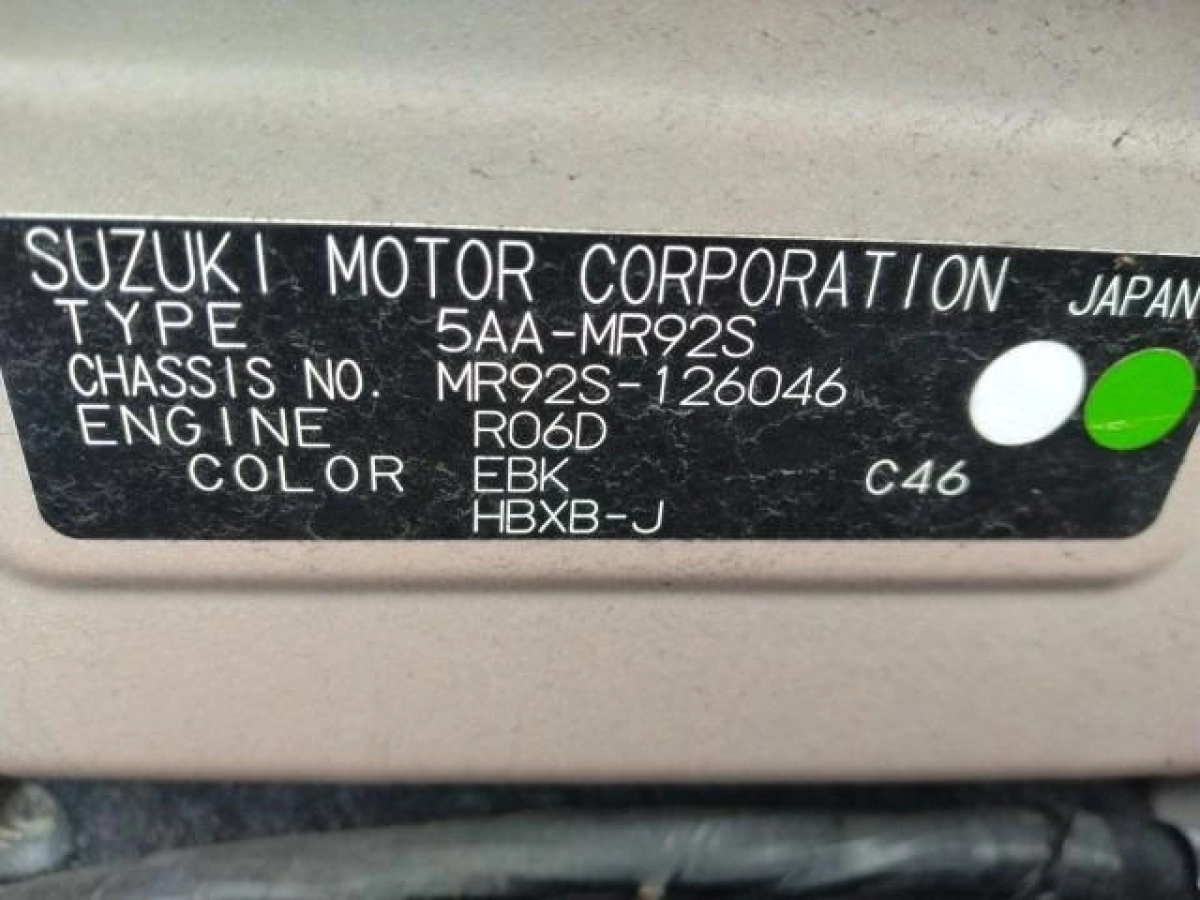 SUZUKI MOTOR CORPORATION JAPAN
TYPE 5AA-MR92S
CHASSIS NO. MR92S-126046
ENGINE R06D
COLOR EBK C46
HBXB-J